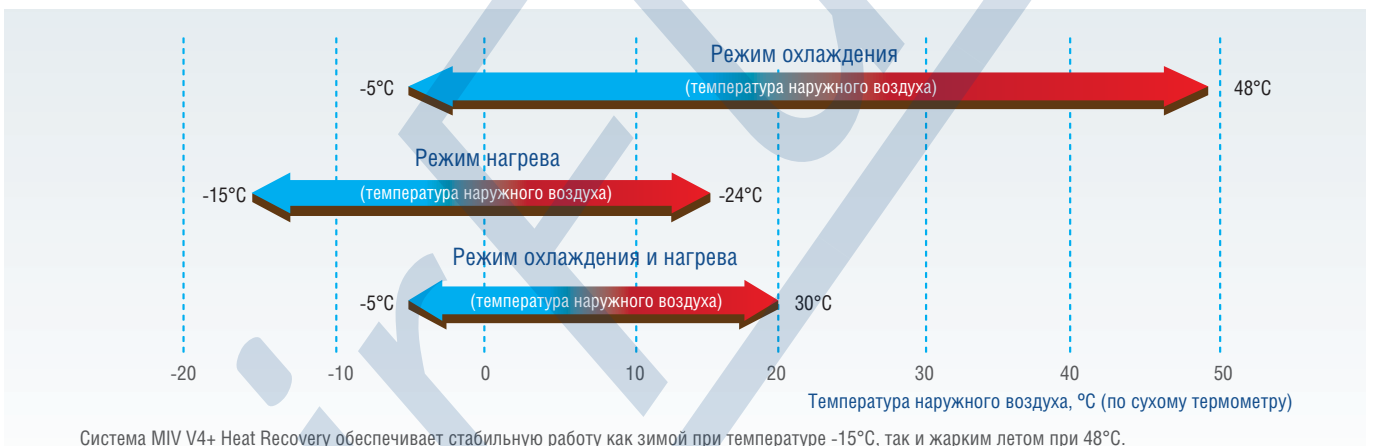 Режим охлаждения
-5°C (температура наружного воздуха) 48°C
Режим нагрева
-15°C (температура наружного воздуха) -24°C
Режим охлаждения и нагрева
-5°C (температура наружного воздуха) 30°C
-20 -10 0 10 20 30 40 50
Температура наружного воздуха, °C (по сухому термометру)
Система MIV V4+ Heat Recovery обеспечивает стабильную работу как зимой при температуре -15°C, так и жарким летом при 48°C.